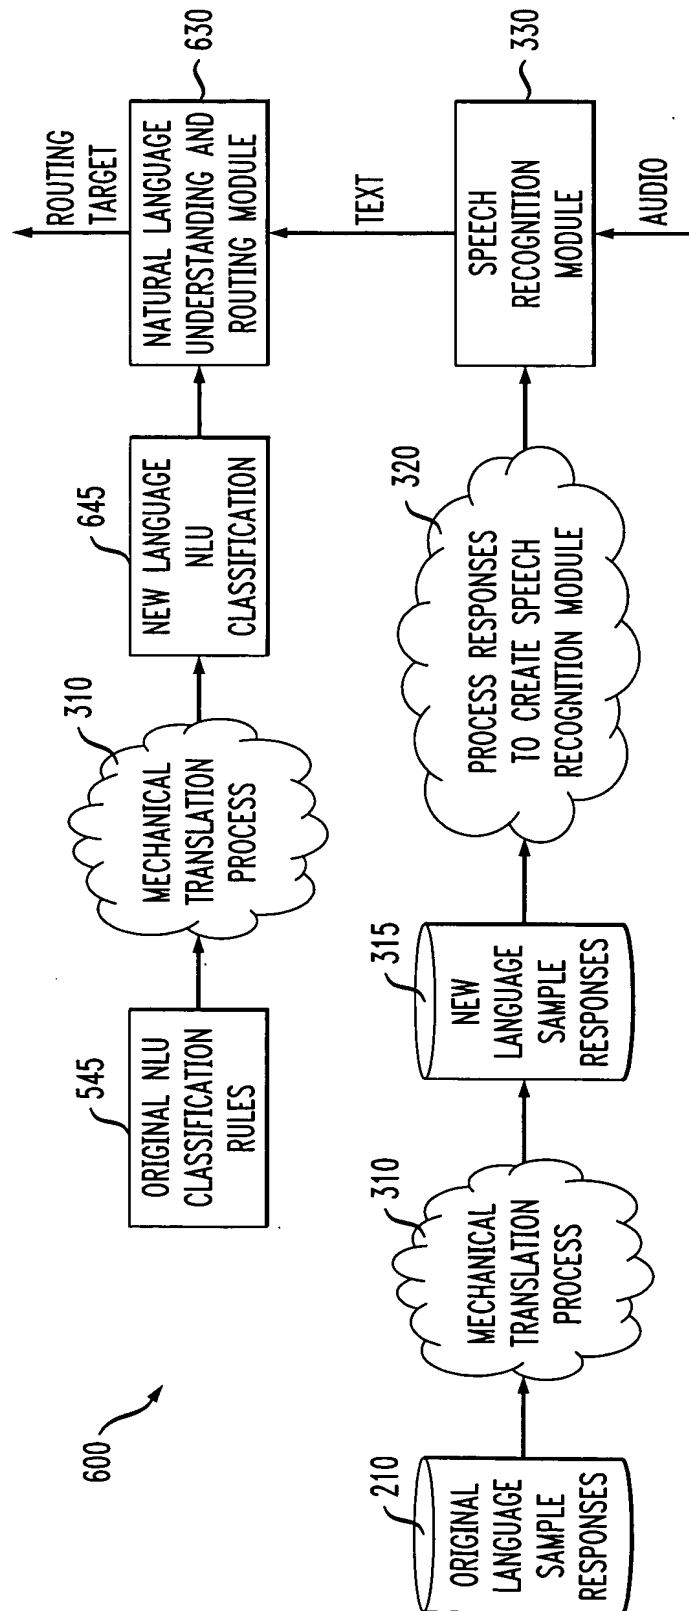 600
545
ORIGINAL NLU
CLASSIFICATION
RULES
310
MECHANICAL
TRANSLATION
PROCESS
645
NEW LANGUAGE
NLU
CLASSIFICATION
630
NATURAL LANGUAGE
UNDERSTANDING AND
ROUTING MODULE
ROUTING
TARGET
TEXT
210
ORIGINAL
LANGUAGE
SAMPLE
RESPONSES
310
MECHANICAL
TRANSLATION
PROCESS
315
NEW
LANGUAGE
SAMPLE
RESPONSES
320
PROCESS RESPONSES
TO CREATE SPEECH
RECOGNITION MODULE
330
SPEECH
RECOGNITION
MODULE
AUDIO